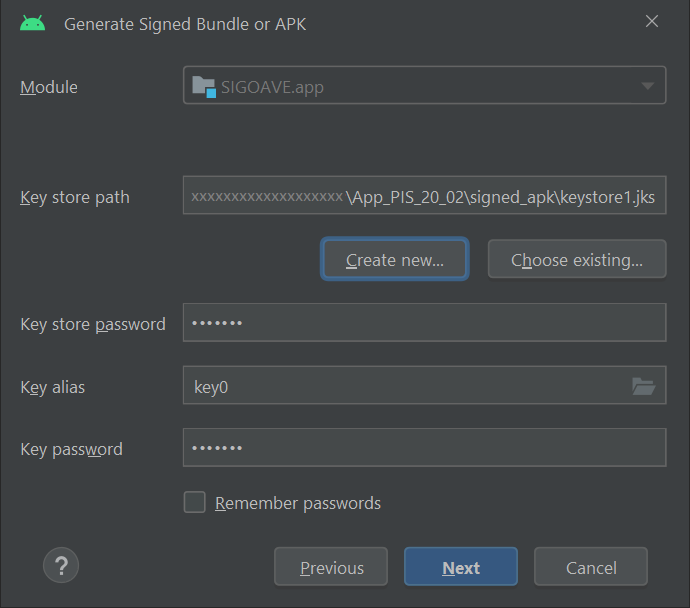 Generate Signed Bundle or APK
Module
SIGOAVE.app
Key store path
xxxxxxxxxxxxxxxxxxx\App_PIS_20_02\signed_apk\keystore1.jks
Create new...
Choose existing...
Key store password
•••••••
Key alias
key0
Key password
•••••••
Remember passwords
?
Previous
Next
Cancel